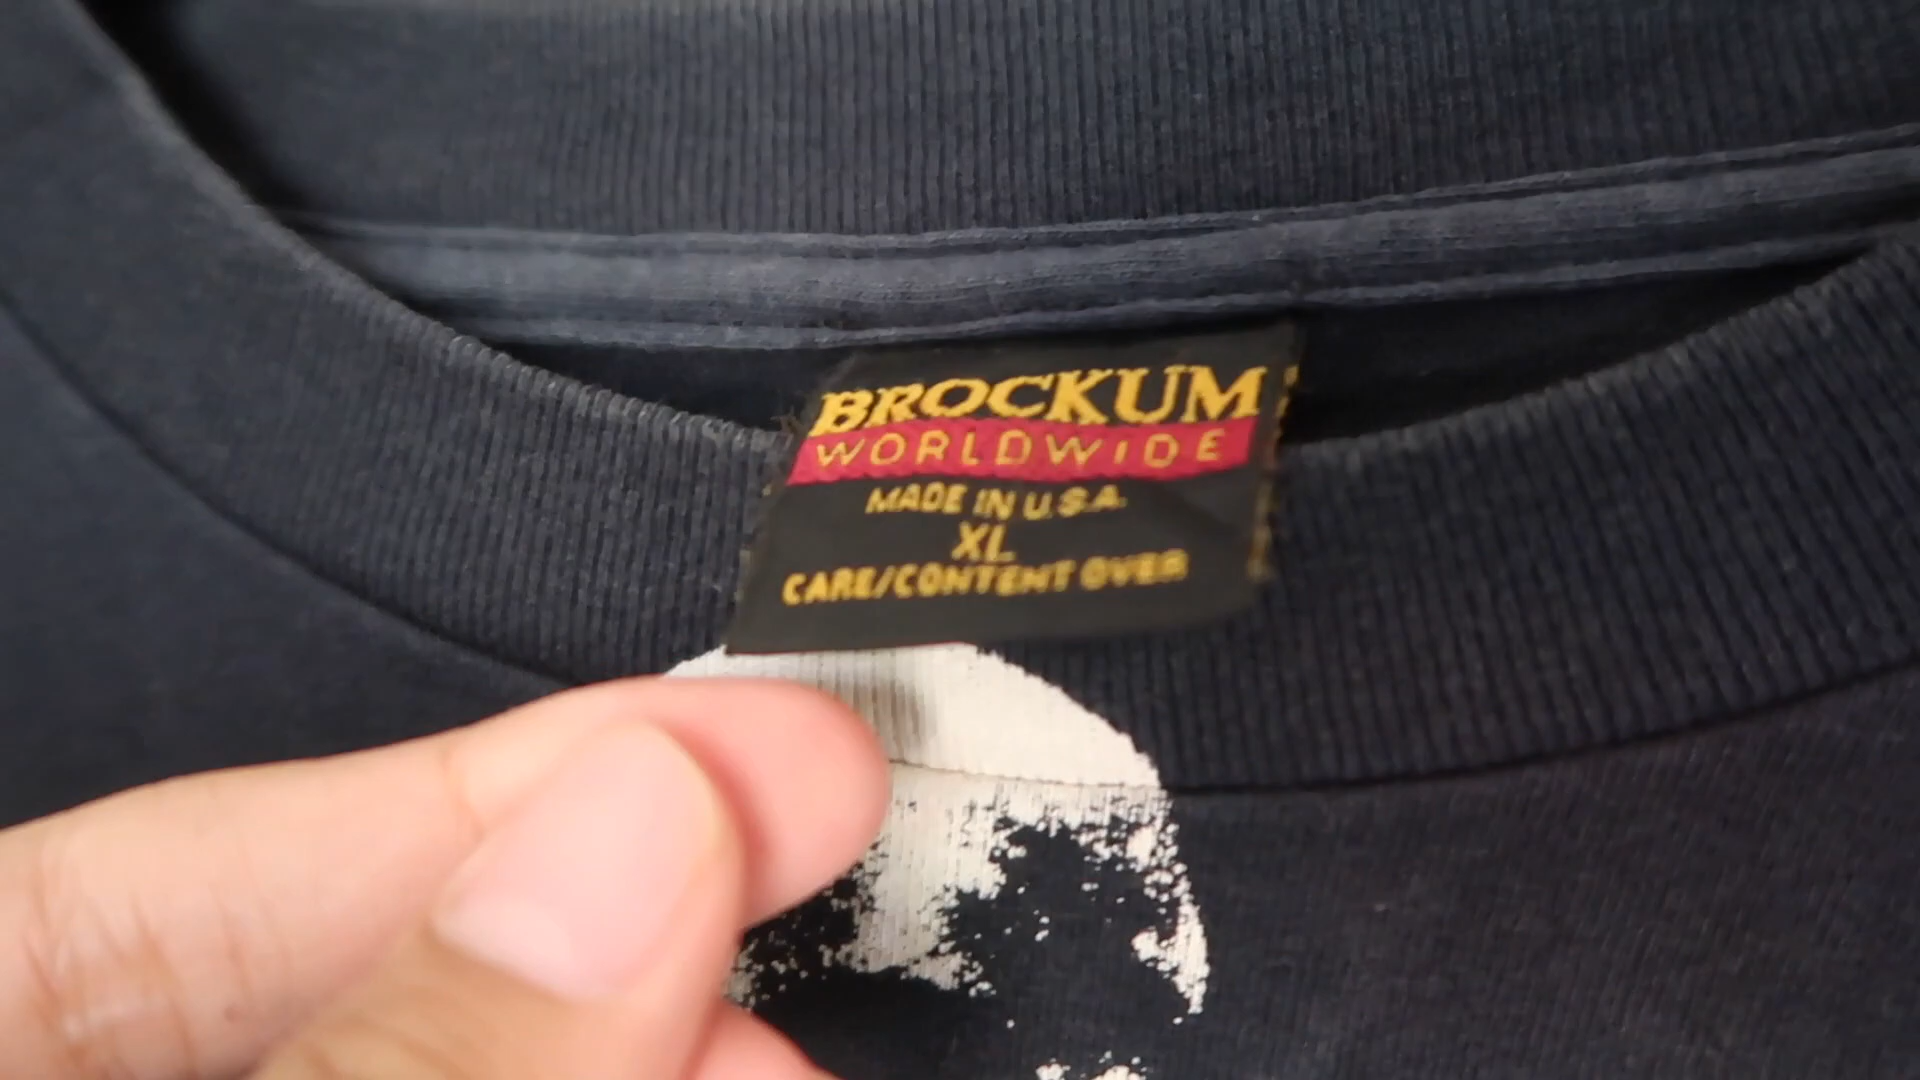 BROCKUM
WORLDWIDE
MADE IN U.S.A.
XL
CARE/CONTENT OVER